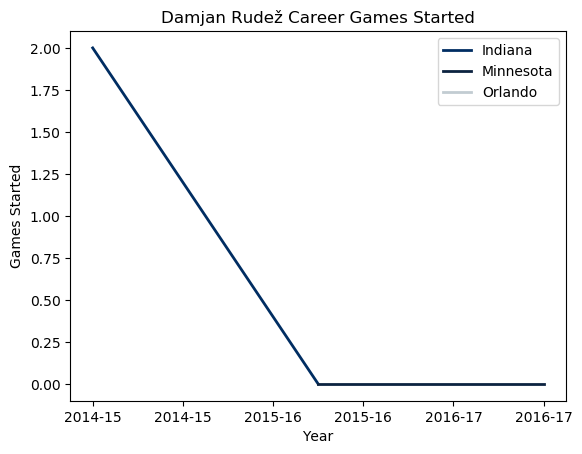 Damjan Rudež Career Games Started
Indiana
Minnesota
Orlando
2.00
1.75
1.50
1.25
1.00
0.75
0.50
0.25
0.00
Games Started
2014-15 2014-15 2015-16 2015-16 2016-17 2016-17
Year